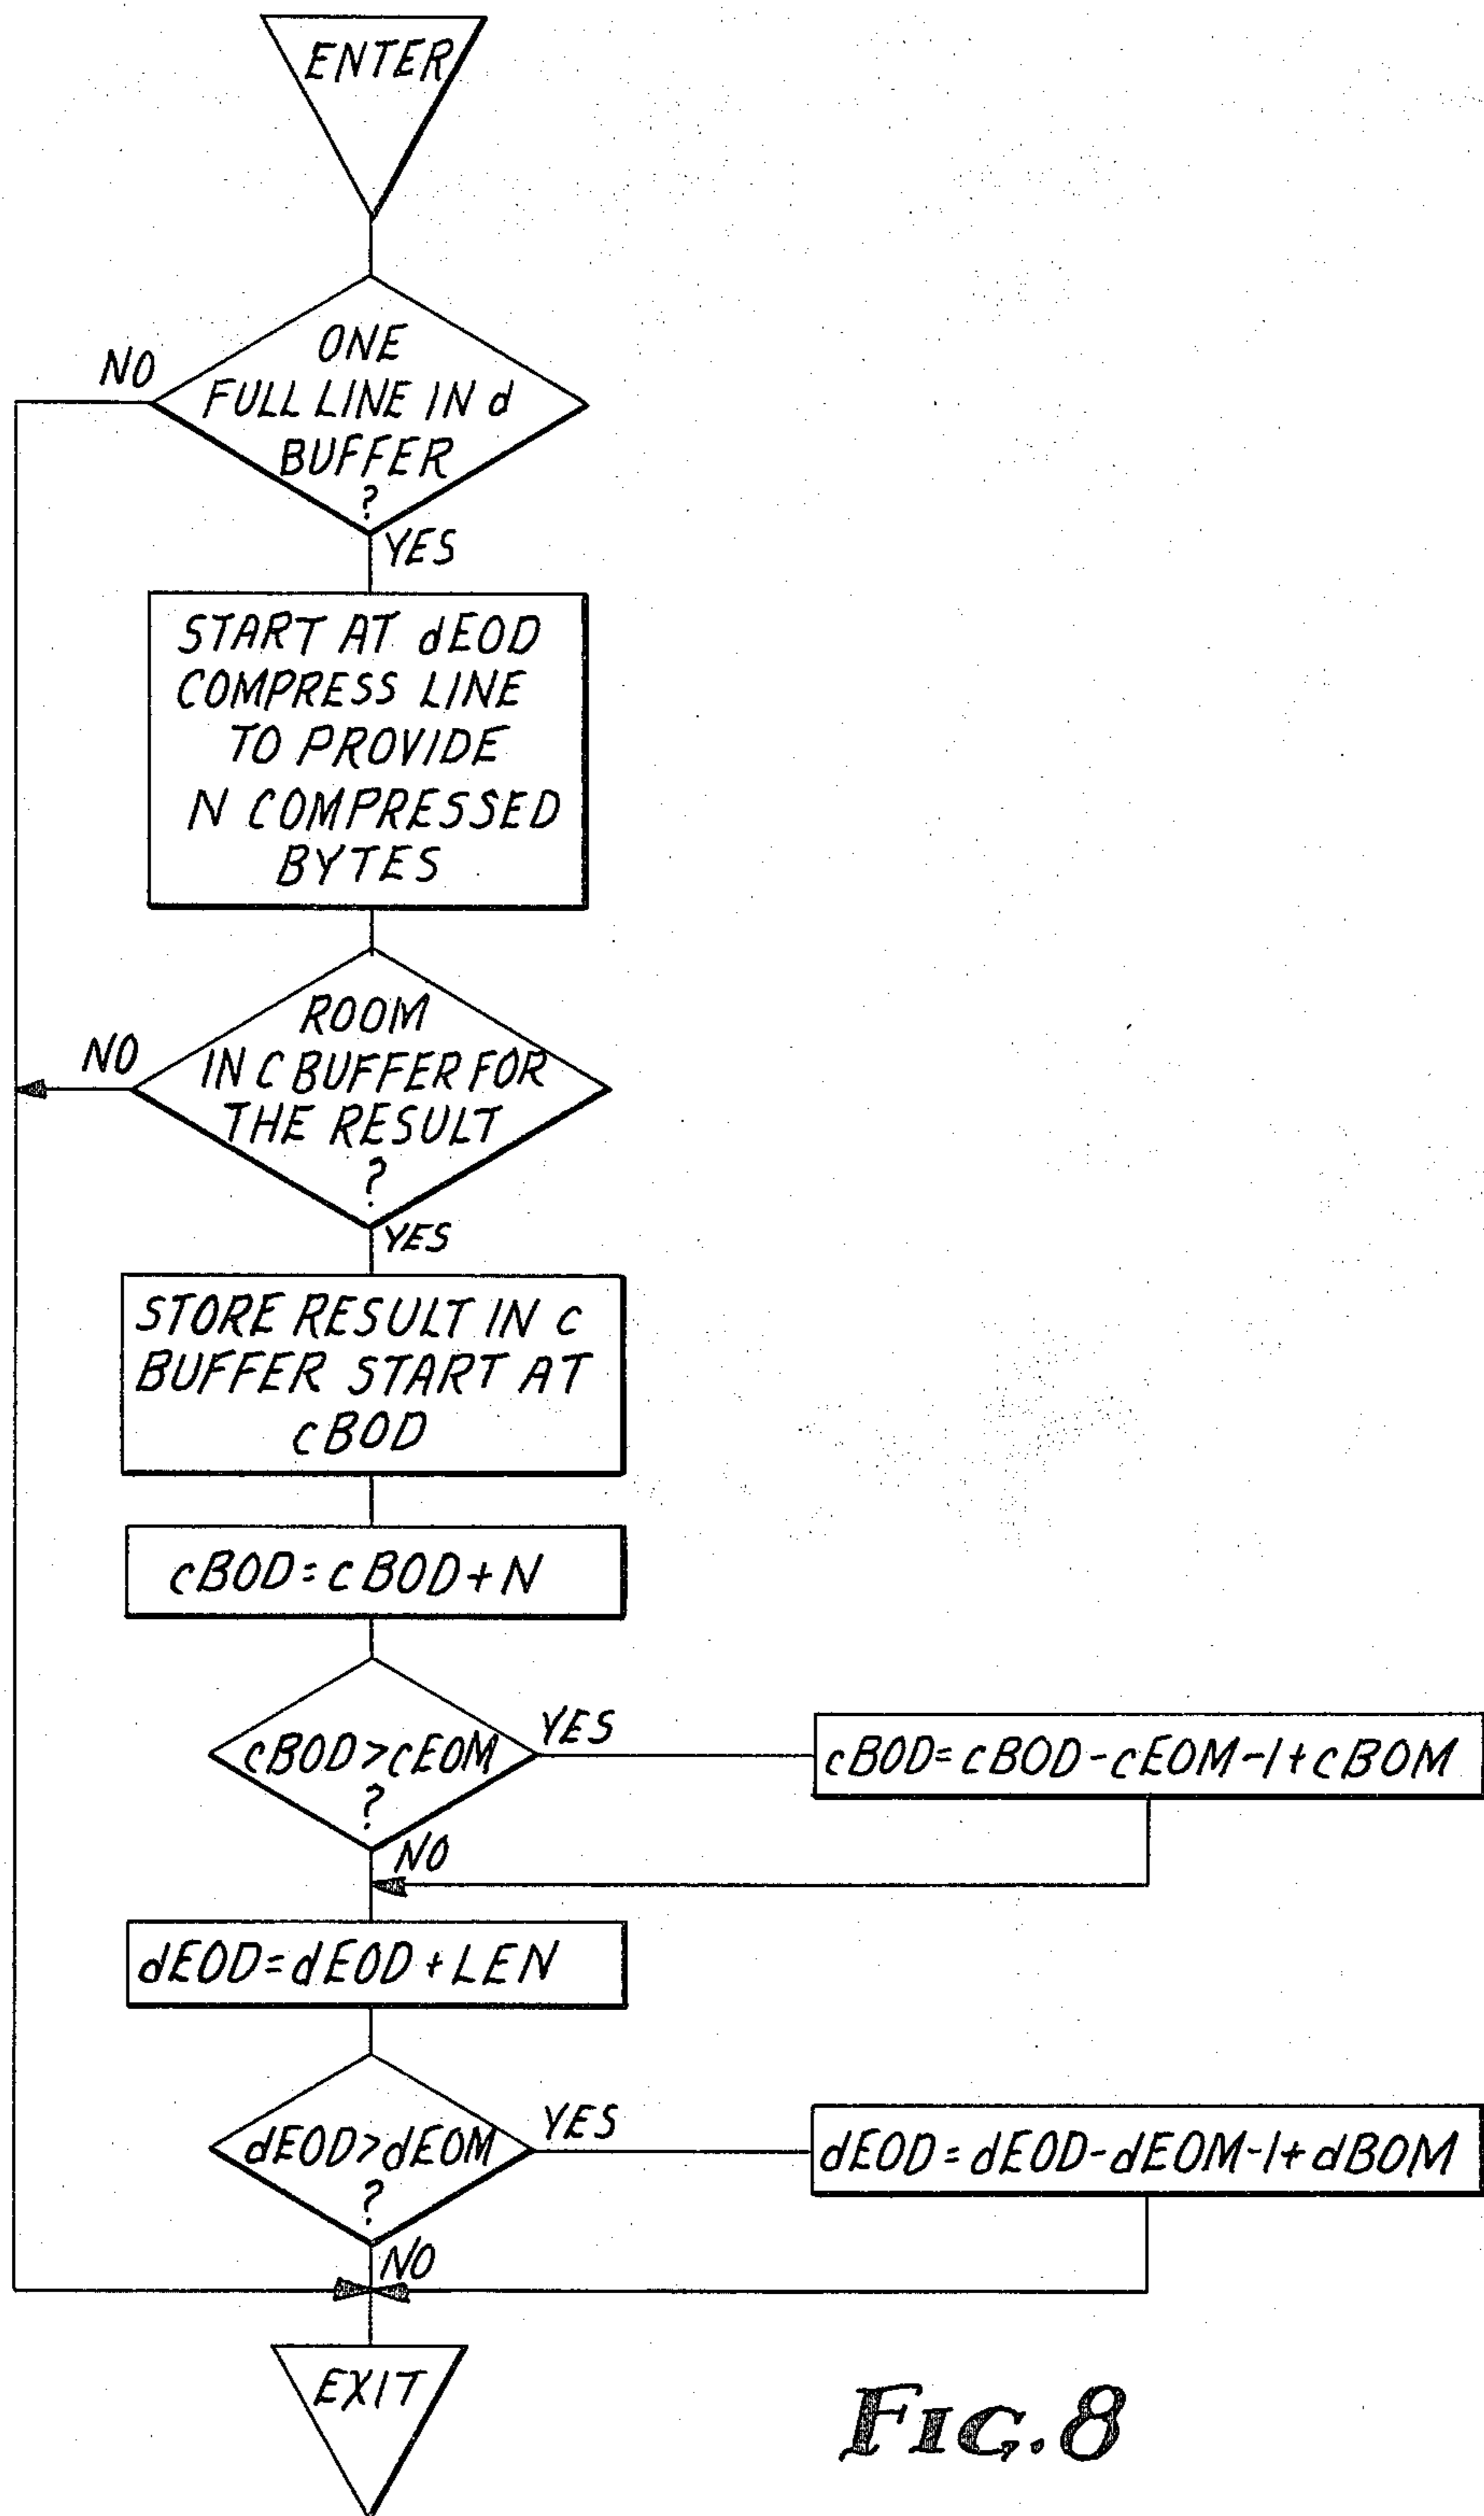 ENTER
ONE
FULL LINE IN d
BUFFER
?
NO
YES
START AT dEOD
COMPRESS LINE
TO PROVIDE
N COMPRESSED
BYTES
ROOM
IN C BUFFER FOR
THE RESULT
?
NO
YES
STORE RESULT IN c
BUFFER START AT
cBOD
cBOD=cBOD+N
cBOD>cEOM
?
YES
cBOD=cBOD-cEOM-1+cBOM
NO
dEOD=dEOD+LEN
dEOD>dEOM
?
YES
dEOD=dEOD-dEOM-1+dBOM
NO
EXIT
FIG. 8